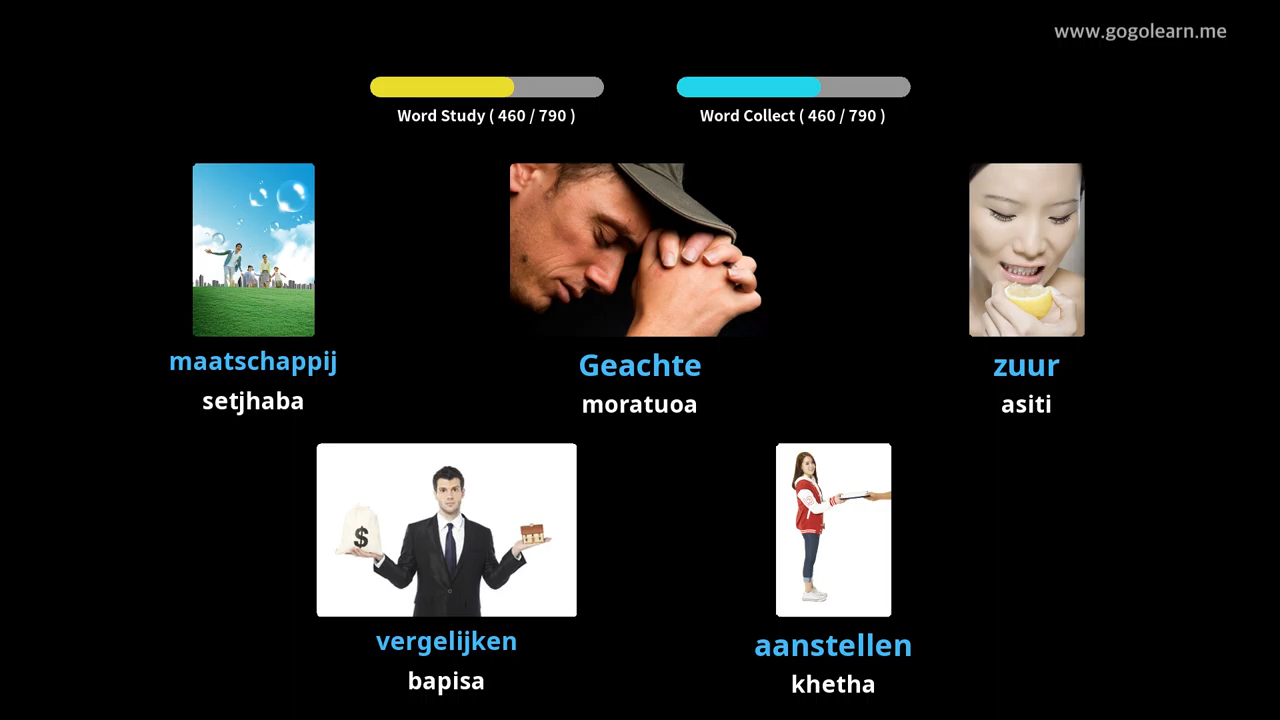 www.gogolearn.me
Word Study ( 460 / 790 )
Word Collect ( 460 / 790 )
maatschappij
setjhaba
Geachte
moratuoa
zuur
asiti
$
vergelijken
bapisa
aanstellen
khetha